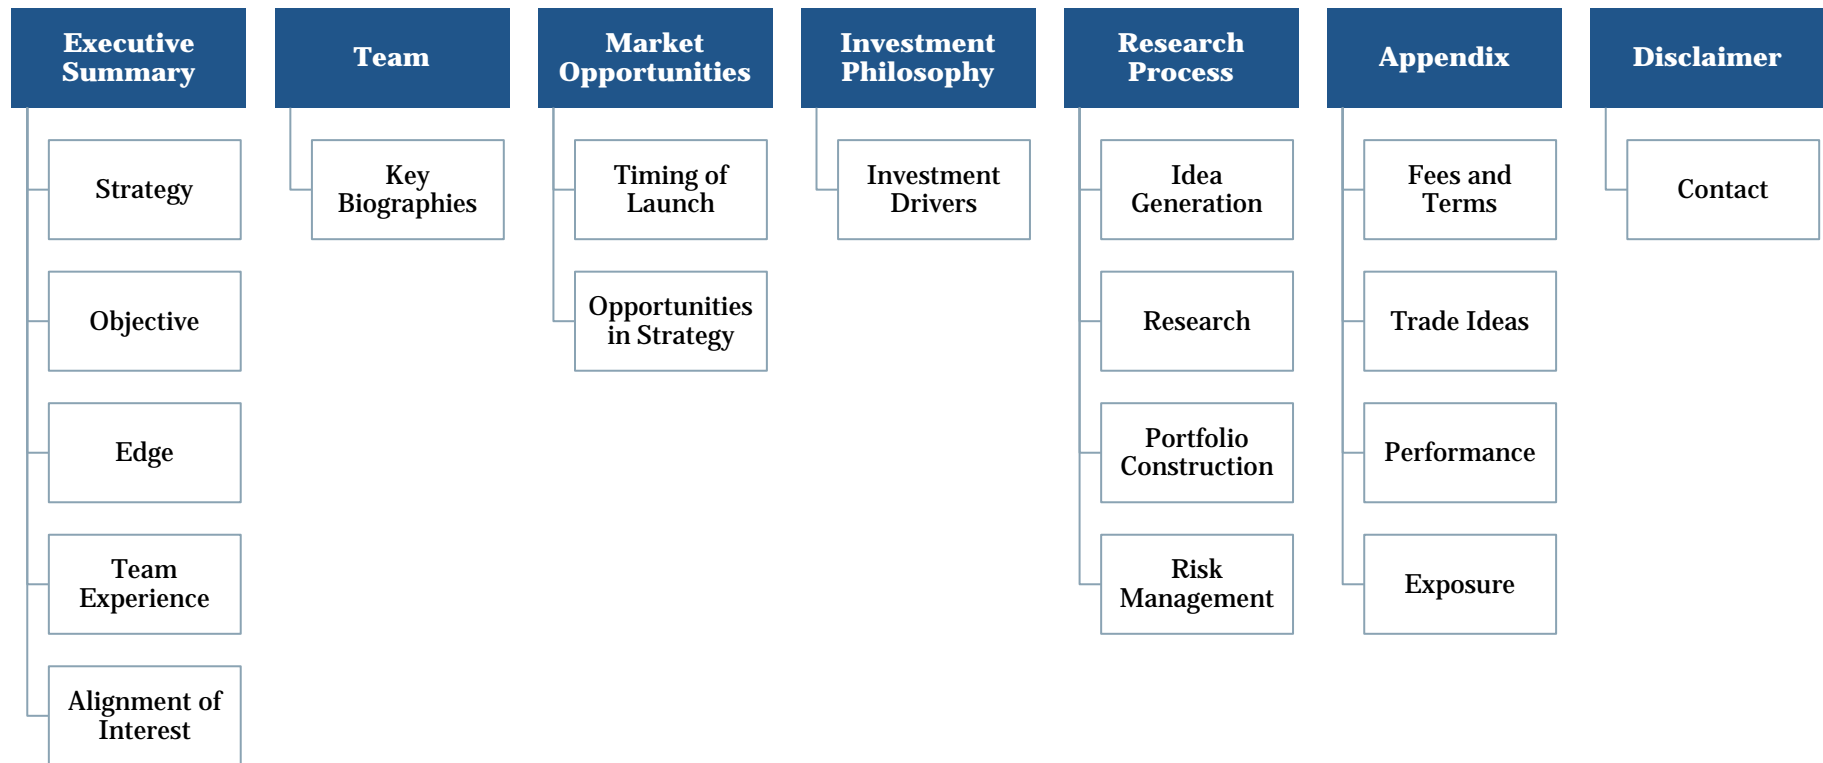 Executive
Summary
Strategy
Objective
Edge
Team
Experience
Alignment of
Interest
Team
Key
Biographies
Market
Opportunities
Timing of
Launch
Opportunities
in Strategy
Investment
Philosophy
Investment
Drivers
Research
Process
Idea
Generation
Research
Portfolio
Construction
Risk
Management
Appendix
Fees and
Terms
Trade Ideas
Performance
Exposure
Disclaimer
Contact